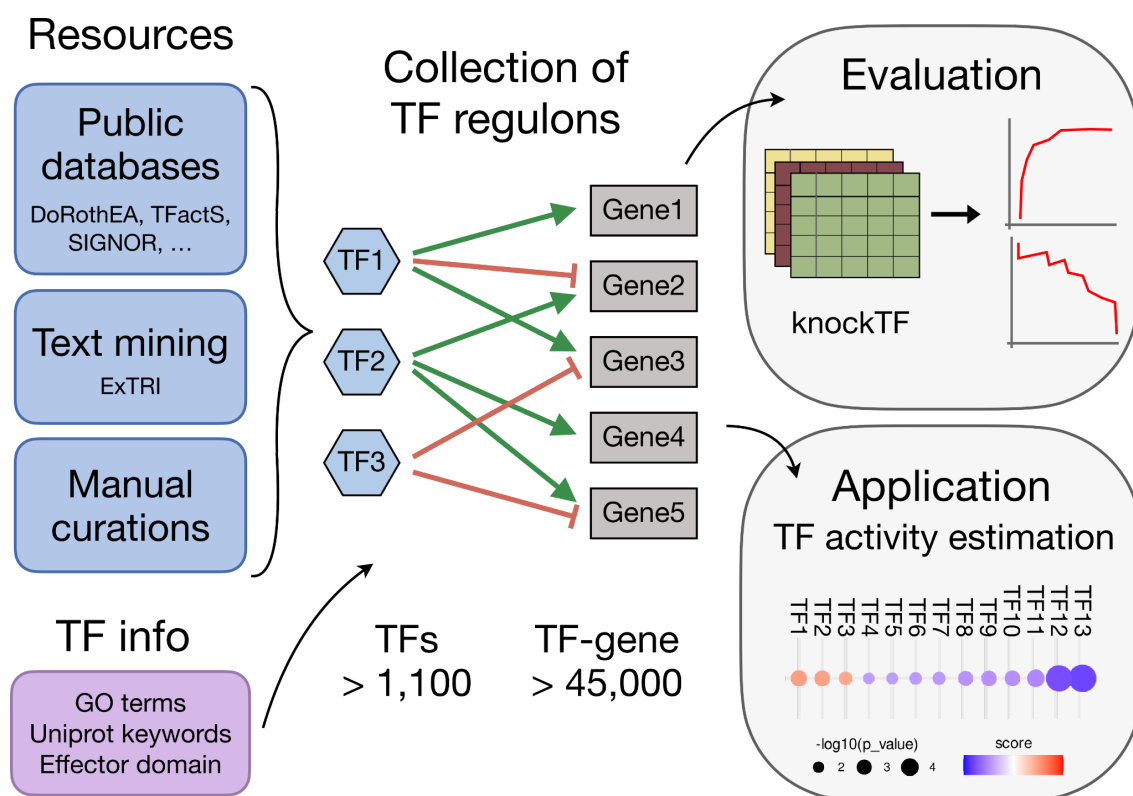 Resources
Public
databases
DoRothEA, TFactS,
SIGNOR, …
Text mining
ExTRI
Manual
curations
TF info
GO terms
Uniprot keywords
Effector domain
Collection of
TF regulons
TF1
TF2
TF3
Gene1
Gene2
Gene3
Gene4
Gene5
TFs
> 1,100
TF-gene
> 45,000
Evaluation
knockTF
Application
TF activity estimation
TF1
TF2
TF3
TF4
TF5
TF6
TF7
TF8
TF9
TF10
TF11
TF12
TF13
-log10(p_value)
2 3 4
score